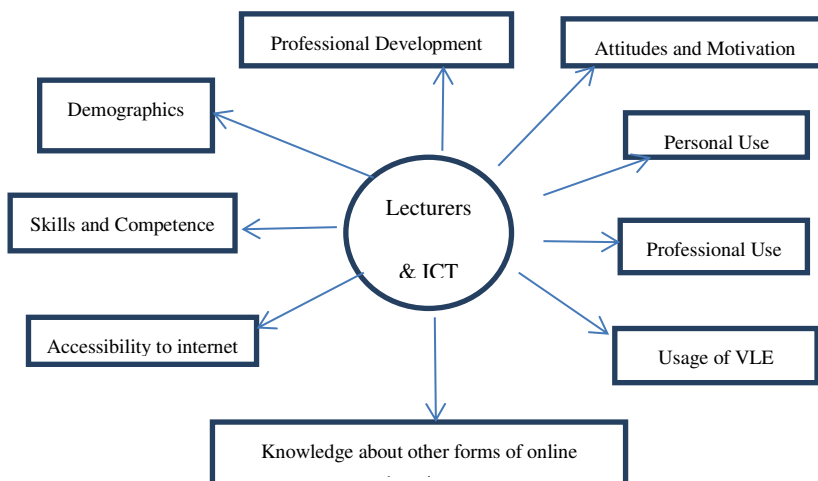 Professional Development
Attitudes and Motivation
Demographics
Personal Use
Lecturers
& ICT
Skills and Competence
Professional Use
Accessibility to internet
Usage of VLE
Knowledge about other forms of online